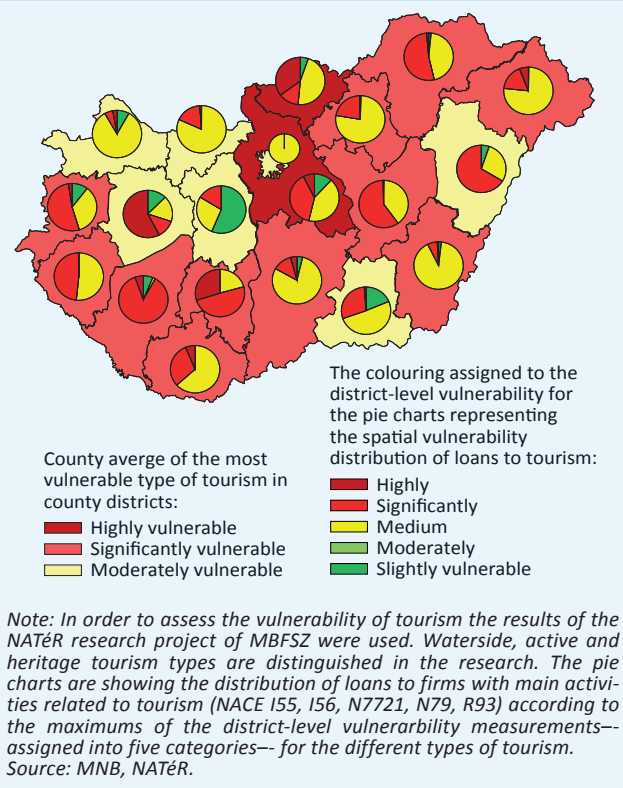 County averge of the most
vulnerable type of tourism in
county districts:
Highly vulnerable
Significantly vulnerable
Moderately vulnerable
The colouring assigned to the
district-level vulnerability for
the pie charts representing
the spatial vulnerability
distribution of loans to tourism:
Highly
Significantly
Medium
Moderately
Slightly vulnerable
Note: In order to assess the vulnerability of tourism the results of the
NATéR research project of MBFSZ were used. Waterside, active and
heritage tourism types are distinguished in the research. The pie
charts are showing the distribution of loans to firms with main activi-
ties related to tourism (NACE I55, I56, N7721, N79, R93) according to
the maximums of the district-level vulnerarbility measurements–-
assigned into five categories–- for the different types of tourism.
Source: MNB, NATéR.